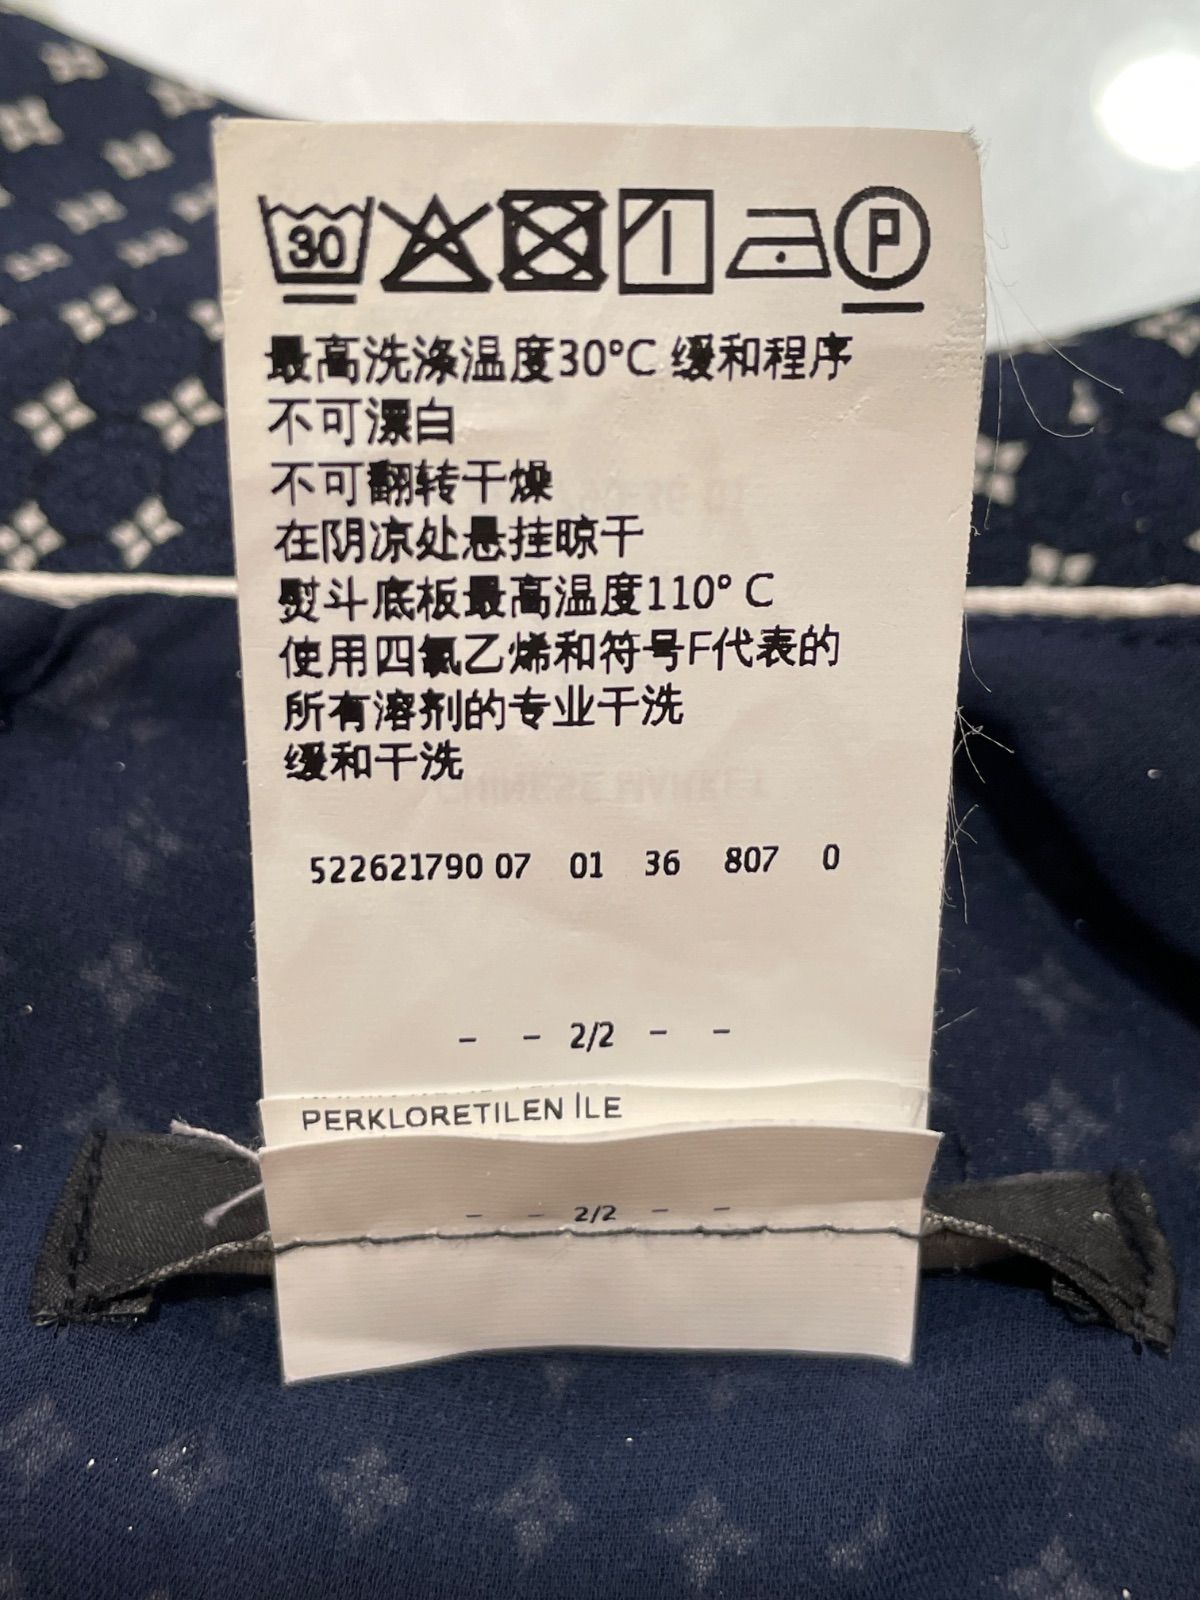 30 P
最高洗涤温度30°C 缓和程序
不可漂白
不可翻转干燥
在阴凉处悬挂晾干
熨斗底板最高温度110° C
使用四氯乙烯和符号F代表的
所有溶剂的专业干洗
缓和干洗
522621790 07 01 36 807 0
– – 2/2 – –
PERKLORETILEN İLE
– – 2/2 – –